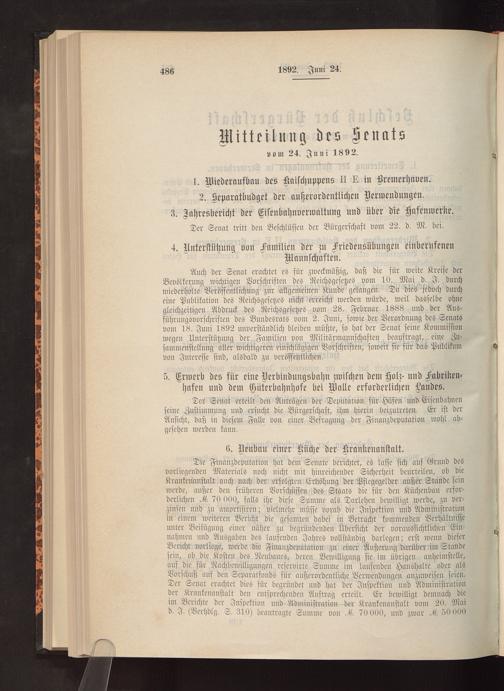 486
1892. Juni 24.
Mitteilung des Senats
vom 24. Juni 1892.
1. Wiederaufbau des Kaischuppens II E in Bremerhaven.
2. Separatbudget der außerordentlichen Verwendungen.
3. Jahresbericht der Eisenbahnverwaltung und über die Hafenwerke.
Der Senat tritt den Beschlüssen der Bürgerschaft vom 22. d. M. bei.
4. Unterstützung von Familien der zu Friedensübungen einberufenen
Mannschaften.
Auch der Senat erachtet es für zweckmäßig, daß die für weite Kreise der
Bevölkerung wichtigen Vorschriften des Reichsgesetzes vom 10. Mai d. J. durch
wiederholte Veröffentlichung zur allgemeinen Kunde gelangen. Da dies jedoch durch
eine Publikation des Reichsgesetzes nicht erreicht werden würde, weil dasselbe ohne
gleichzeitigen Abdruck des Reichsgesetzes vom 28. Februar 1888 und der Aus-
führungsvorschriften des Bundesrats vom 2. Juni, sowie der Verordnung des Senats
vom 18. Juni 1892 unverständlich bleiben müßte, so hat der Senat seine Kommission
wegen Unterstützung der Familien von Militärmannschaften beauftragt, eine Zu-
sammenstellung aller wichtigeren einschlägigen Vorschriften, soweit sie für das Publikum
von Interesse sind, alsbald zu veröffentlichen.
5. Erwerb des für eine Verbindungsbahn zwischen dem Holz- und Fabriken-
hafen und dem Güterbahnhofe bei Walle erforderlichen Landes.
Der Senat erteilt den Anträgen der Deputation für Häfen und Eisenbahnen
seine Zustimmung und ersucht die Bürgerschaft, ihm hierin beizutreten. Er ist der
Ansicht, daß in diesem Falle von einer Befragung der Finanzdeputation wohl ab-
gesehen werden kann.
6. Neubau einer Küche der Krankenanstalt.
Die Finanzdeputation hat dem Senate berichtet, es lasse sich auf Grund des
vorliegenden Materials noch nicht mit hinreichender Sicherheit beurteilen, ob die
Krankenanstalt auch nach der erfolgten Erhöhung der Pflegegelder außer Stande sein
werde, außer den früheren Vorschüssen des Staats die für den Küchenbau erfor-
derlichen ℳ 70 000, falls ihr diese Summe als Darlehen bewilligt werde, zu ver-
zinsen und zu amortisieren; vielmehr müsse vorab die Inspektion und Administration
in einem weiteren Bericht die gesamten dabei in Betracht kommenden Verhältnisse
unter Beifügung einer näher zu begründenden Übersicht der voraussichtlichen Ein-
nahmen und Ausgaben des laufenden Jahres vollständig darlegen; erst wenn dieser
Bericht vorliege, werde die Finanzdeputation zu einer Äußerung darüber im Stande
sein, ob die Kosten des Neubaues, deren Bewilligung sie im übrigen anheimstelle,
auf die für Nachbewilligungen reservirte Summe im laufenden Haushalte oder als
Vorschuß auf den Separatfonds für außerordentliche Verwendungen anzuweisen seien.
Der Senat erachtet dies für begründet und hat der Inspektion und Administration
der Krankenanstalt den entsprechenden Auftrag erteilt. Er bewilligt demnach die
im Berichte der Inspektion und Administration der Krankenanstalt vom 20. Mai
d. J. (Verhdlg. S. 310) beantragte Summe von ℳ 70 000, und zwar ℳ 50 000